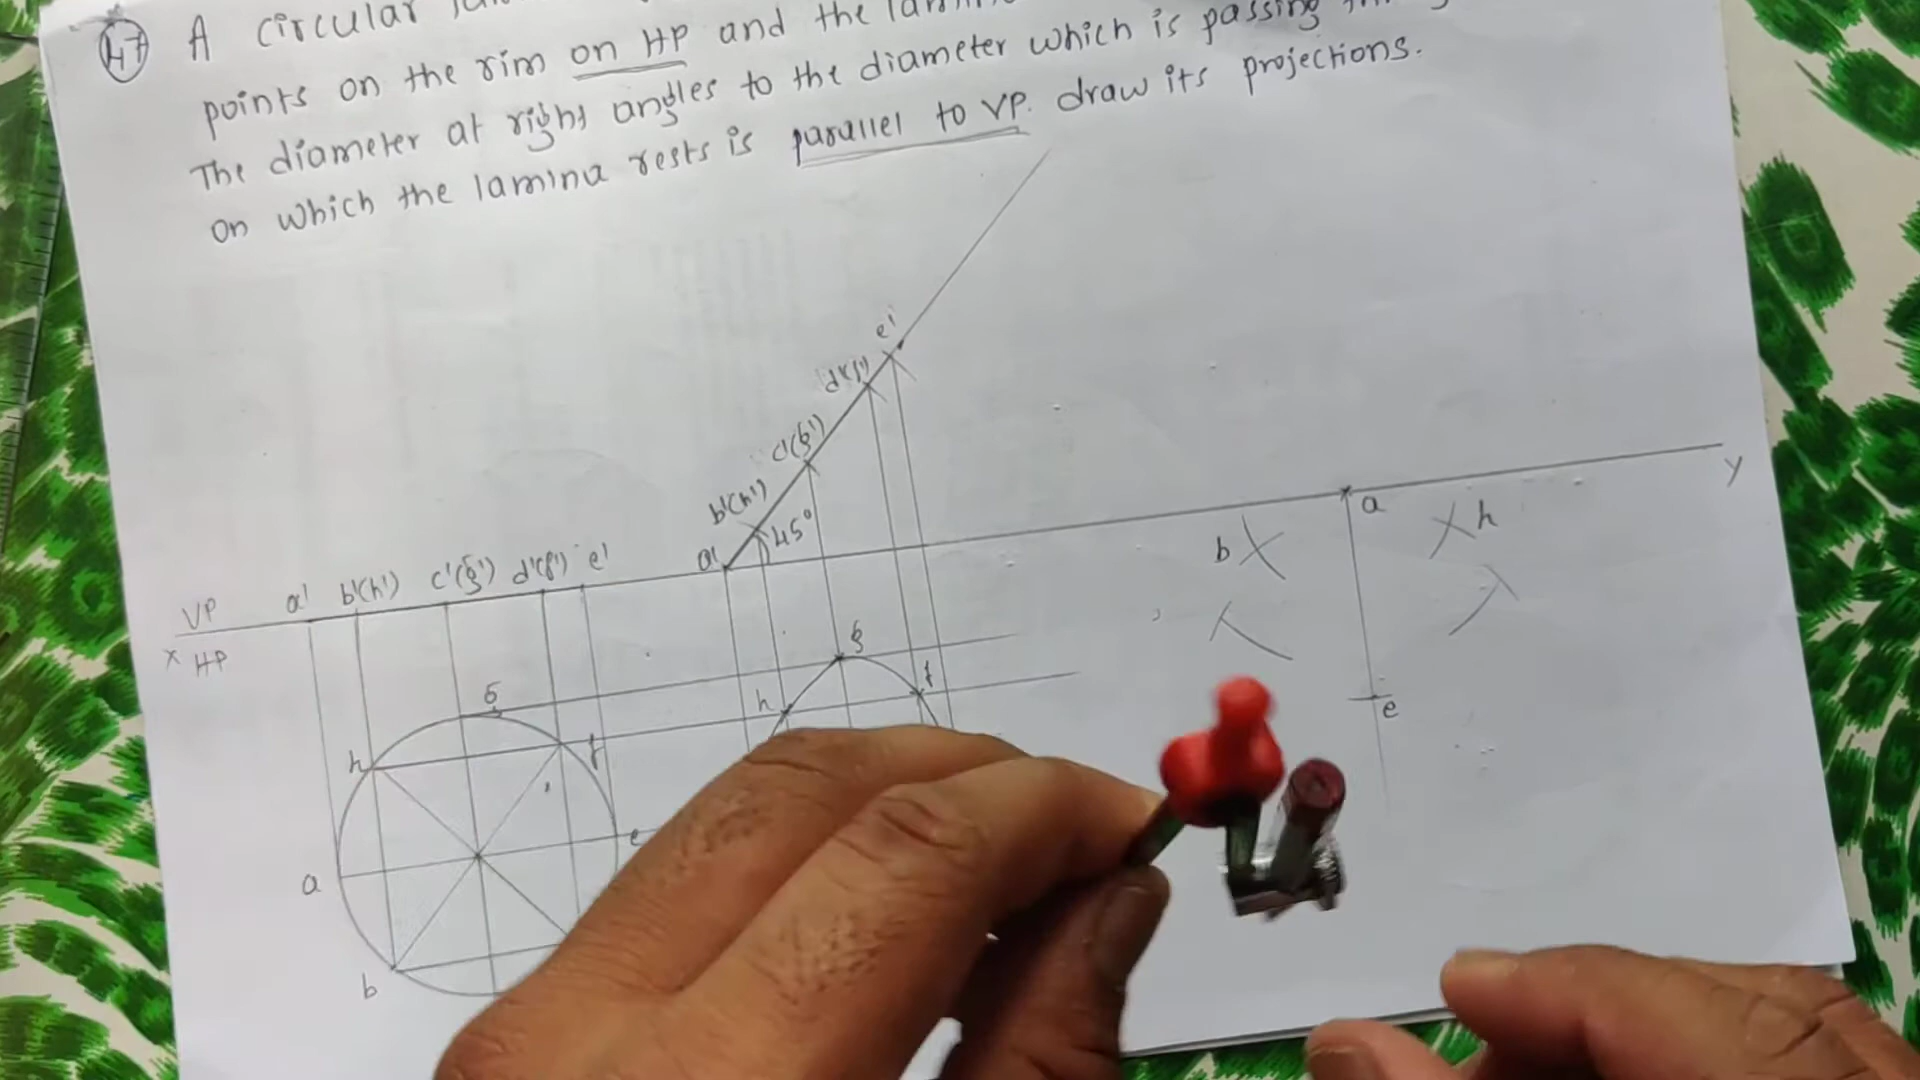 47 A circular
points on the rim on HP and the
The diameter at right angles to the diameter which is passing
on which the lamina rests is parallel to VP. draw its projections.
e'
d'(f')
c'(g')
b'(h')
a' 45°
a' b'(h') c'(g') d'(f') e'
VP
X HP
y
a
b h
e
g
h f
g
h f
a e
b